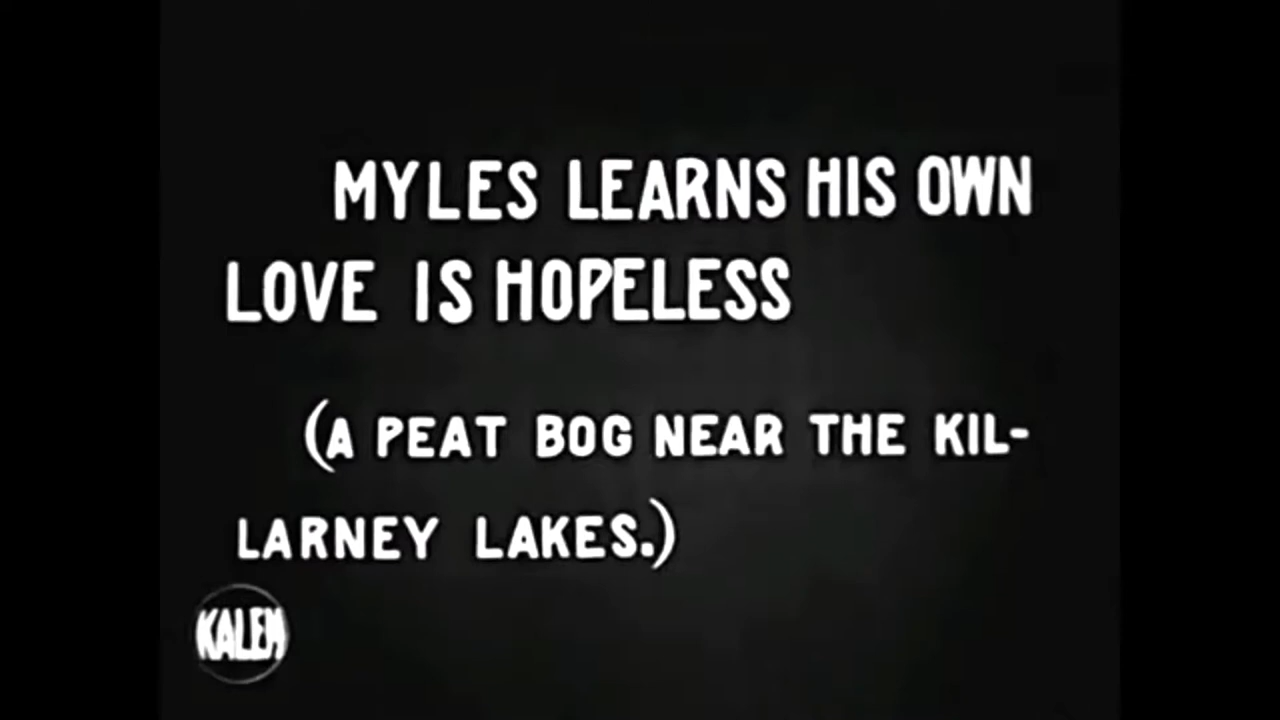 MYLES LEARNS HIS OWN
LOVE IS HOPELESS
(A PEAT BOG NEAR THE KIL-
LARNEY LAKES.)
KALEM